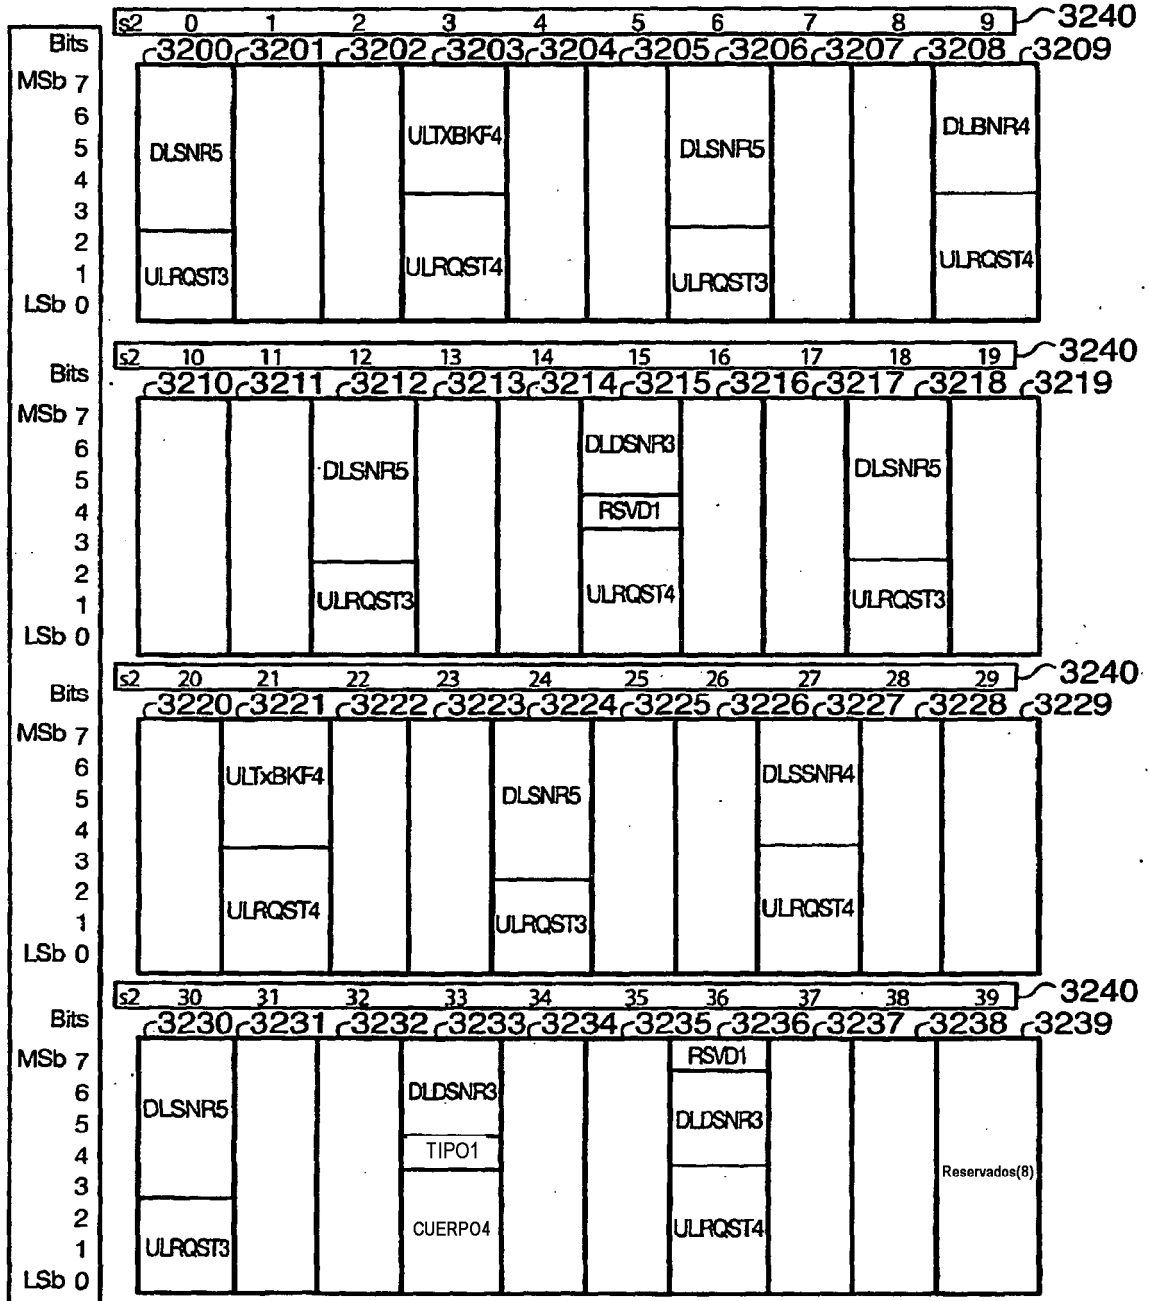 s2 0 1 2 3 4 5 6 7 8 9 3240
Bits 3200 3201 3202 3203 3204 3205 3206 3207 3208 3209
MSb 7
6
5
4
3
2
1
LSb 0
DLSNR5
ULRQST3
ULTXBKF4
ULRQST4
DLSNR5
ULRQST3
DLBNR4
ULRQST4
s2 10 11 12 13 14 15 16 17 18 19 3240
Bits 3210 3211 3212 3213 3214 3215 3216 3217 3218 3219
MSb 7
6
5
4
3
2
1
LSb 0
DLSNR5
ULRQST3
DLDSNR3
RSVD1
ULRQST4
DLSNR5
ULRQST3
s2 20 21 22 23 24 25 26 27 28 29 3240
Bits 3220 3221 3222 3223 3224 3225 3226 3227 3228 3229
MSb 7
6
5
4
3
2
1
LSb 0
ULTxBKF4
ULRQST4
DLSNR5
ULRQST3
DLSSNR4
ULRQST4
s2 30 31 32 33 34 35 36 37 38 39 3240
Bits 3230 3231 3232 3233 3234 3235 3236 3237 3238 3239
MSb 7
6
5
4
3
2
1
LSb 0
DLSNR5
ULRQST3
DLDSNR3
TIPO1
CUERPO4
RSVD1
DLDSNR3
ULRQST4
Reservados(8)